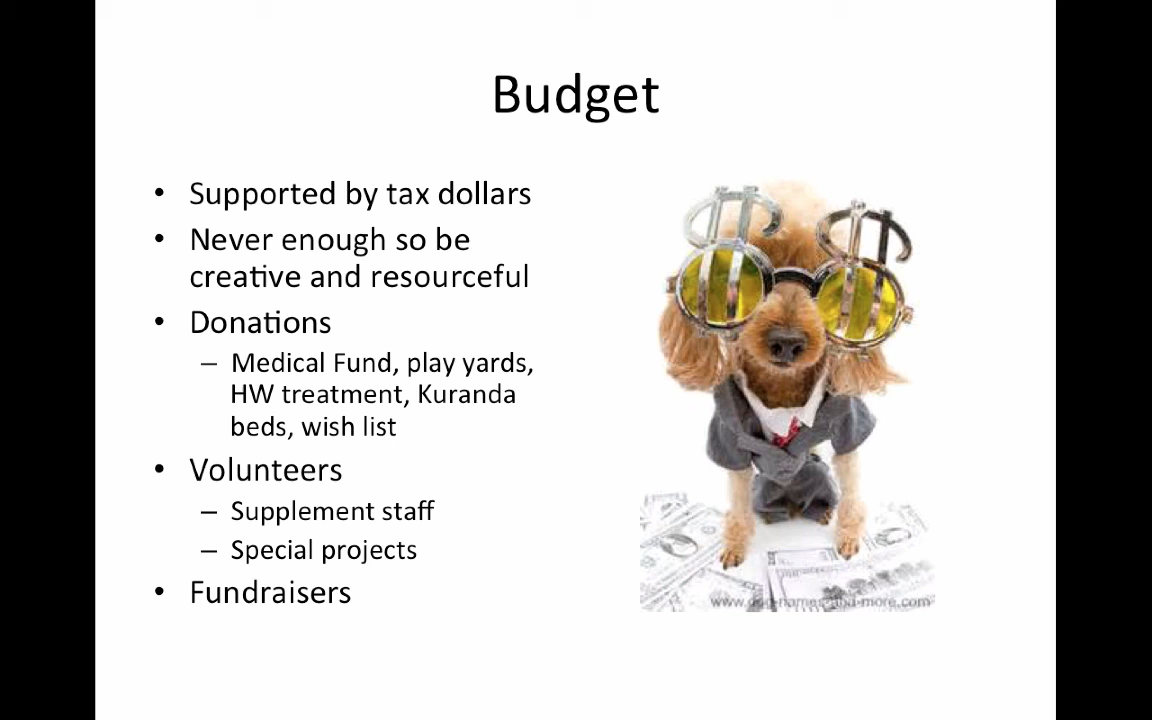 Budget
• Supported by tax dollars
• Never enough so be
creative and resourceful
• Donations
– Medical Fund, play yards,
HW treatment, Kuranda
beds, wish list
• Volunteers
– Supplement staff
– Special projects
• Fundraisers
www.dog-names-and-more.com